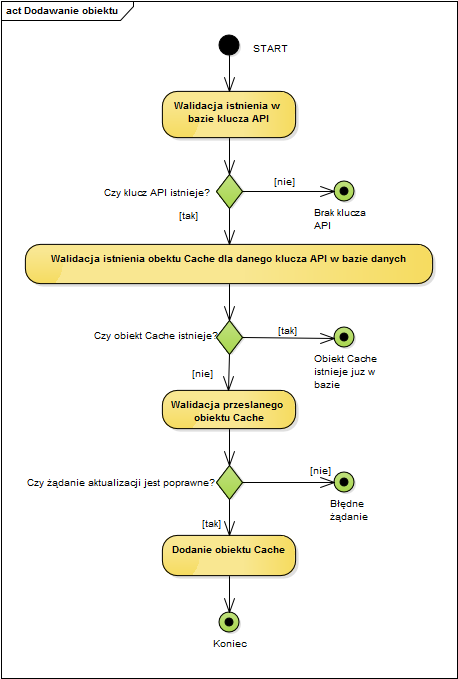 act Dodawanie obiektu
START
Walidacja istnienia w
bazie klucza API
Czy klucz API istnieje?
[nie]
[tak]
Brak klucza
API
Walidacja istnienia obektu Cache dla danego klucza API w bazie danych
Czy obiekt Cache istnieje?
[tak]
[nie]
Obiekt Cache
istnieje juz w
bazie
Walidacja przeslanego
obiektu Cache
Czy żądanie aktualizacji jest poprawne?
[nie]
[tak]
Błędne
żądanie
Dodanie obiektu Cache
Koniec